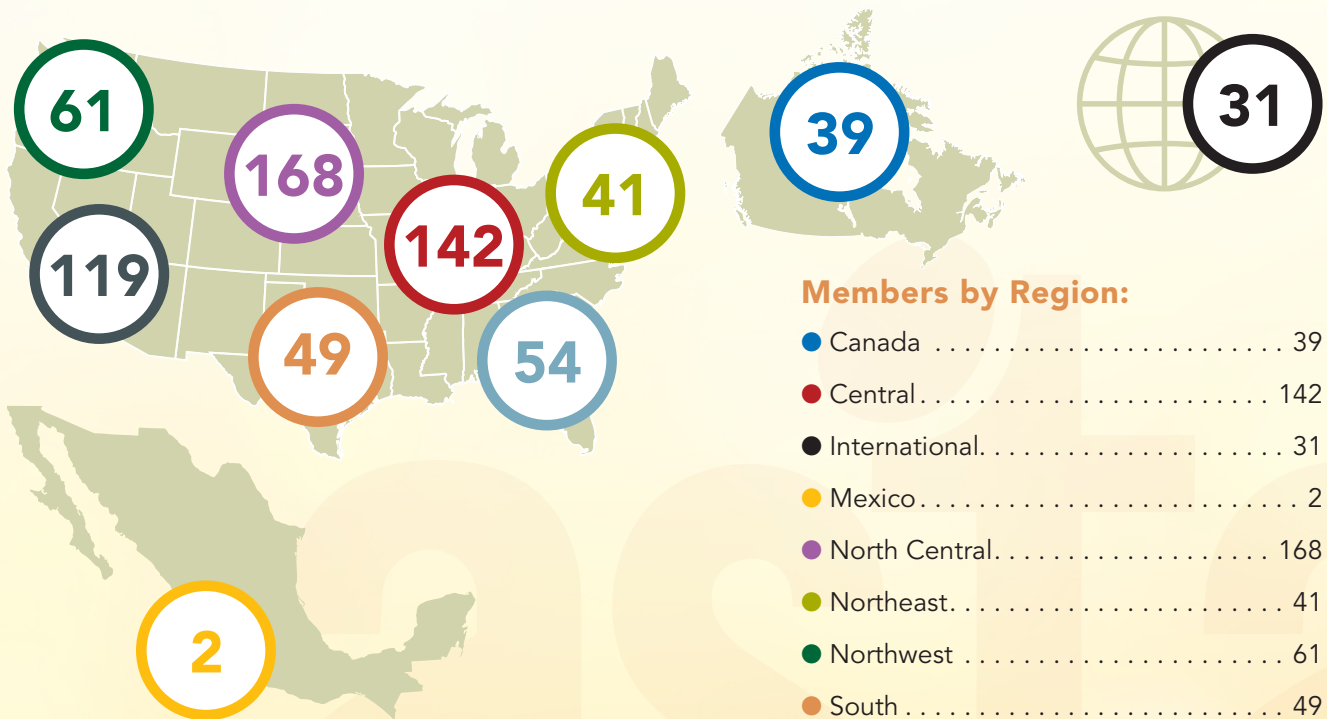 61
168
142
41
39
31
119
49
54
2
Members by Region:
Canada . . . . . . . . . . . . . . . . . . . . . . . . 39
Central . . . . . . . . . . . . . . . . . . . . . . . . 142
International. . . . . . . . . . . . . . . . . . . . . 31
Mexico . . . . . . . . . . . . . . . . . . . . . . . . . . 2
North Central. . . . . . . . . . . . . . . . . . . 168
Northeast. . . . . . . . . . . . . . . . . . . . . . . 41
Northwest . . . . . . . . . . . . . . . . . . . . . . 61
South . . . . . . . . . . . . . . . . . . . . . . . . . . 49